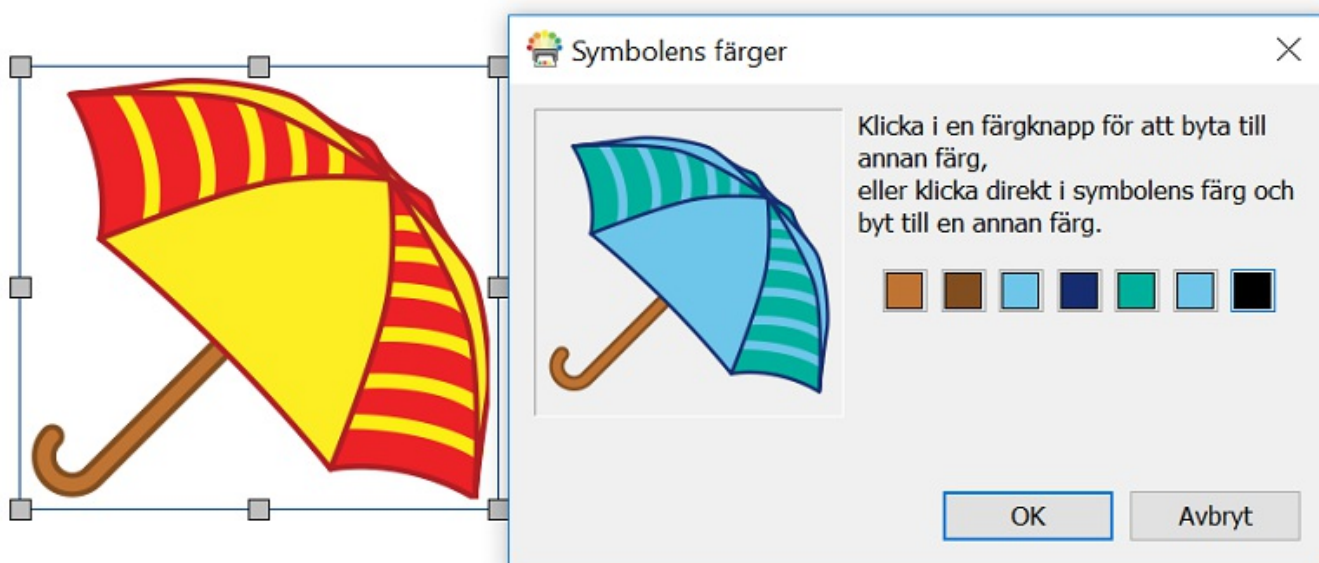 Symbolens färger
Klicka i en färgknapp för att byta till
annan färg,
eller klicka direkt i symbolens färg och
byt till en annan färg.
OK
Avbryt